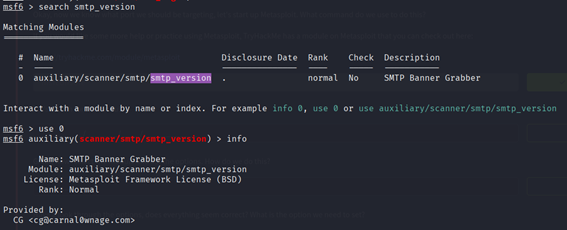 msf6 > search smtp_version
Matching Modules
================
# Name Disclosure Date Rank Check Description
- ---- --------------- ---- ----- -----------
0 auxiliary/scanner/smtp/smtp_version . normal No SMTP Banner Grabber
Interact with a module by name or index. For example info 0, use 0 or use auxiliary/scanner/smtp/smtp_version
msf6 > use 0
msf6 auxiliary(scanner/smtp/smtp_version) > info
Name: SMTP Banner Grabber
Module: auxiliary/scanner/smtp/smtp_version
License: Metasploit Framework License (BSD)
Rank: Normal
Provided by:
CG <cg@carnal0wnage.com>